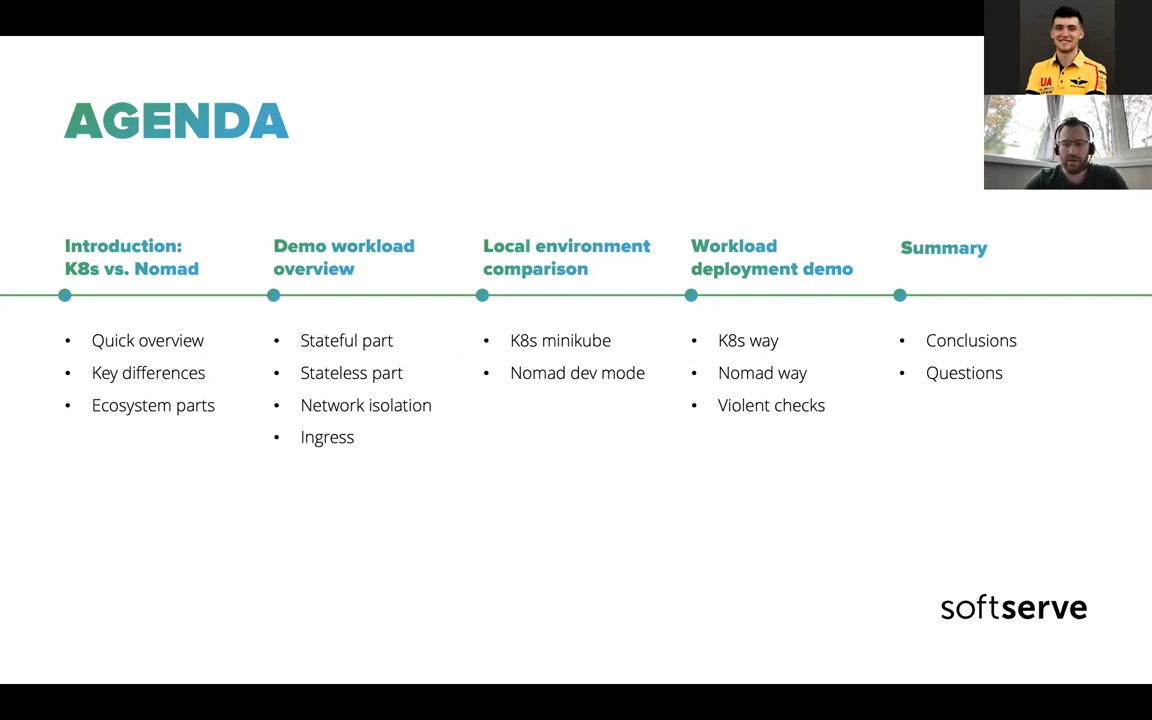 AGENDA
Introduction:
K8s vs. Nomad
• Quick overview
• Key differences
• Ecosystem parts
Demo workload
overview
• Stateful part
• Stateless part
• Network isolation
• Ingress
Local environment
comparison
• K8s minikube
• Nomad dev mode
Workload
deployment demo
• K8s way
• Nomad way
• Violent checks
Summary
• Conclusions
• Questions
softserve
UA